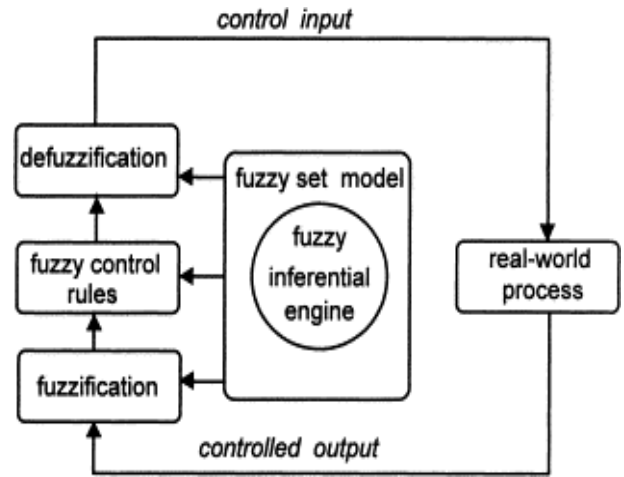 control input
defuzzification
fuzzy set model
fuzzy
inferential
engine
fuzzy control
rules
real-world
process
fuzzification
controlled output